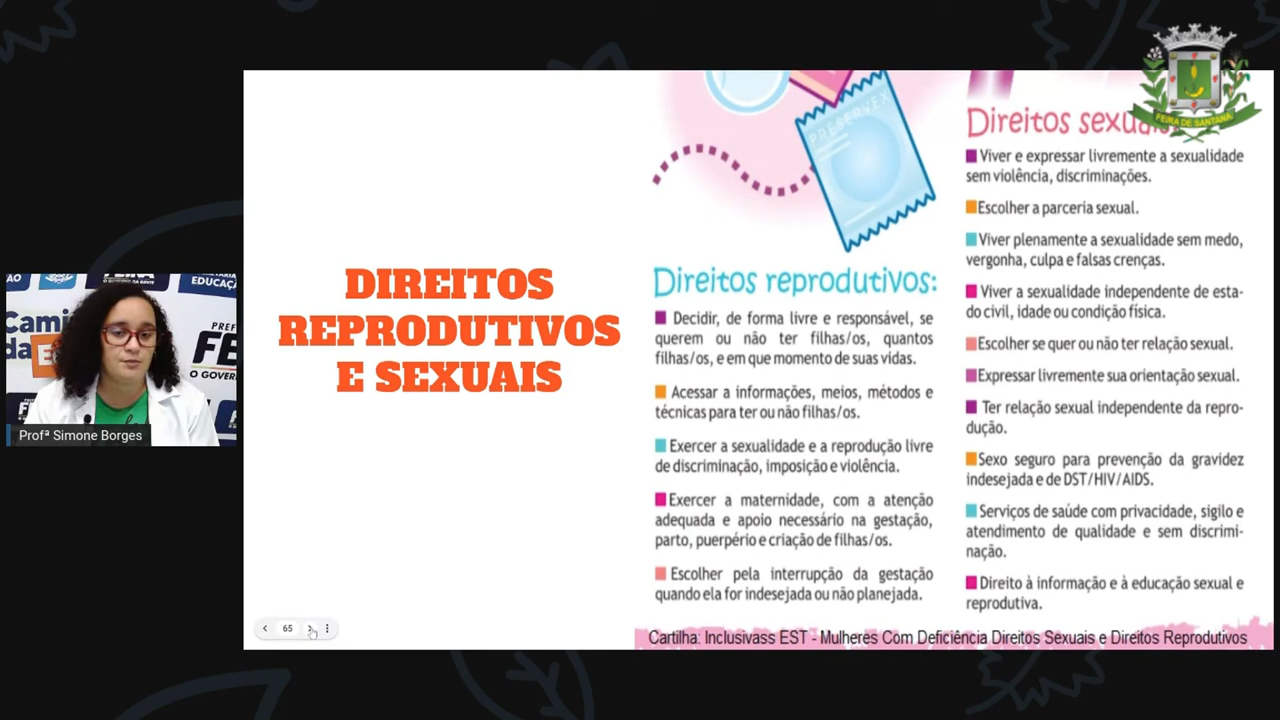 FEIRA DE SANTANA
Direitos sexuais
Viver e expressar livremente a sexualidade
sem violência, discriminações.
Escolher a parceria sexual.
Viver plenamente a sexualidade sem medo,
vergonha, culpa e falsas crenças.
Viver a sexualidade independente de esta-
do civil, idade ou condição física.
Escolher se quer ou não ter relação sexual.
Expressar livremente sua orientação sexual.
Ter relação sexual independente da repro-
dução.
Sexo seguro para prevenção da gravidez
indesejada e de DST/HIV/AIDS.
Serviços de saúde com privacidade, sigilo e
atendimento de qualidade e sem discrimi-
nação.
Direito à informação e à educação sexual e
reprodutiva.
PRESERVEX
Direitos reprodutivos:
Decidir, de forma livre e responsável, se
querem ou não ter filhas/os, quantos
filhas/os, e em que momento de suas vidas.
Acessar a informações, meios, métodos e
técnicas para ter ou não filhas/os.
Exercer a sexualidade e a reprodução livre
de discriminação, imposição e violência.
Exercer a maternidade, com a atenção
adequada e apoio necessário na gestação,
parto, puerpério e criação de filhas/os.
Escolher pela interrupção da gestação
quando ela for indesejada ou não planejada.
DIREITOS
REPRODUTIVOS
E SEXUAIS
EDUCAÇ
Cami
da
PREF
FE
O GOVER
Profª Simone Borges
65
Cartilha: Inclusivass EST - Mulheres Com Deficiência Direitos Sexuais e Direitos Reprodutivos